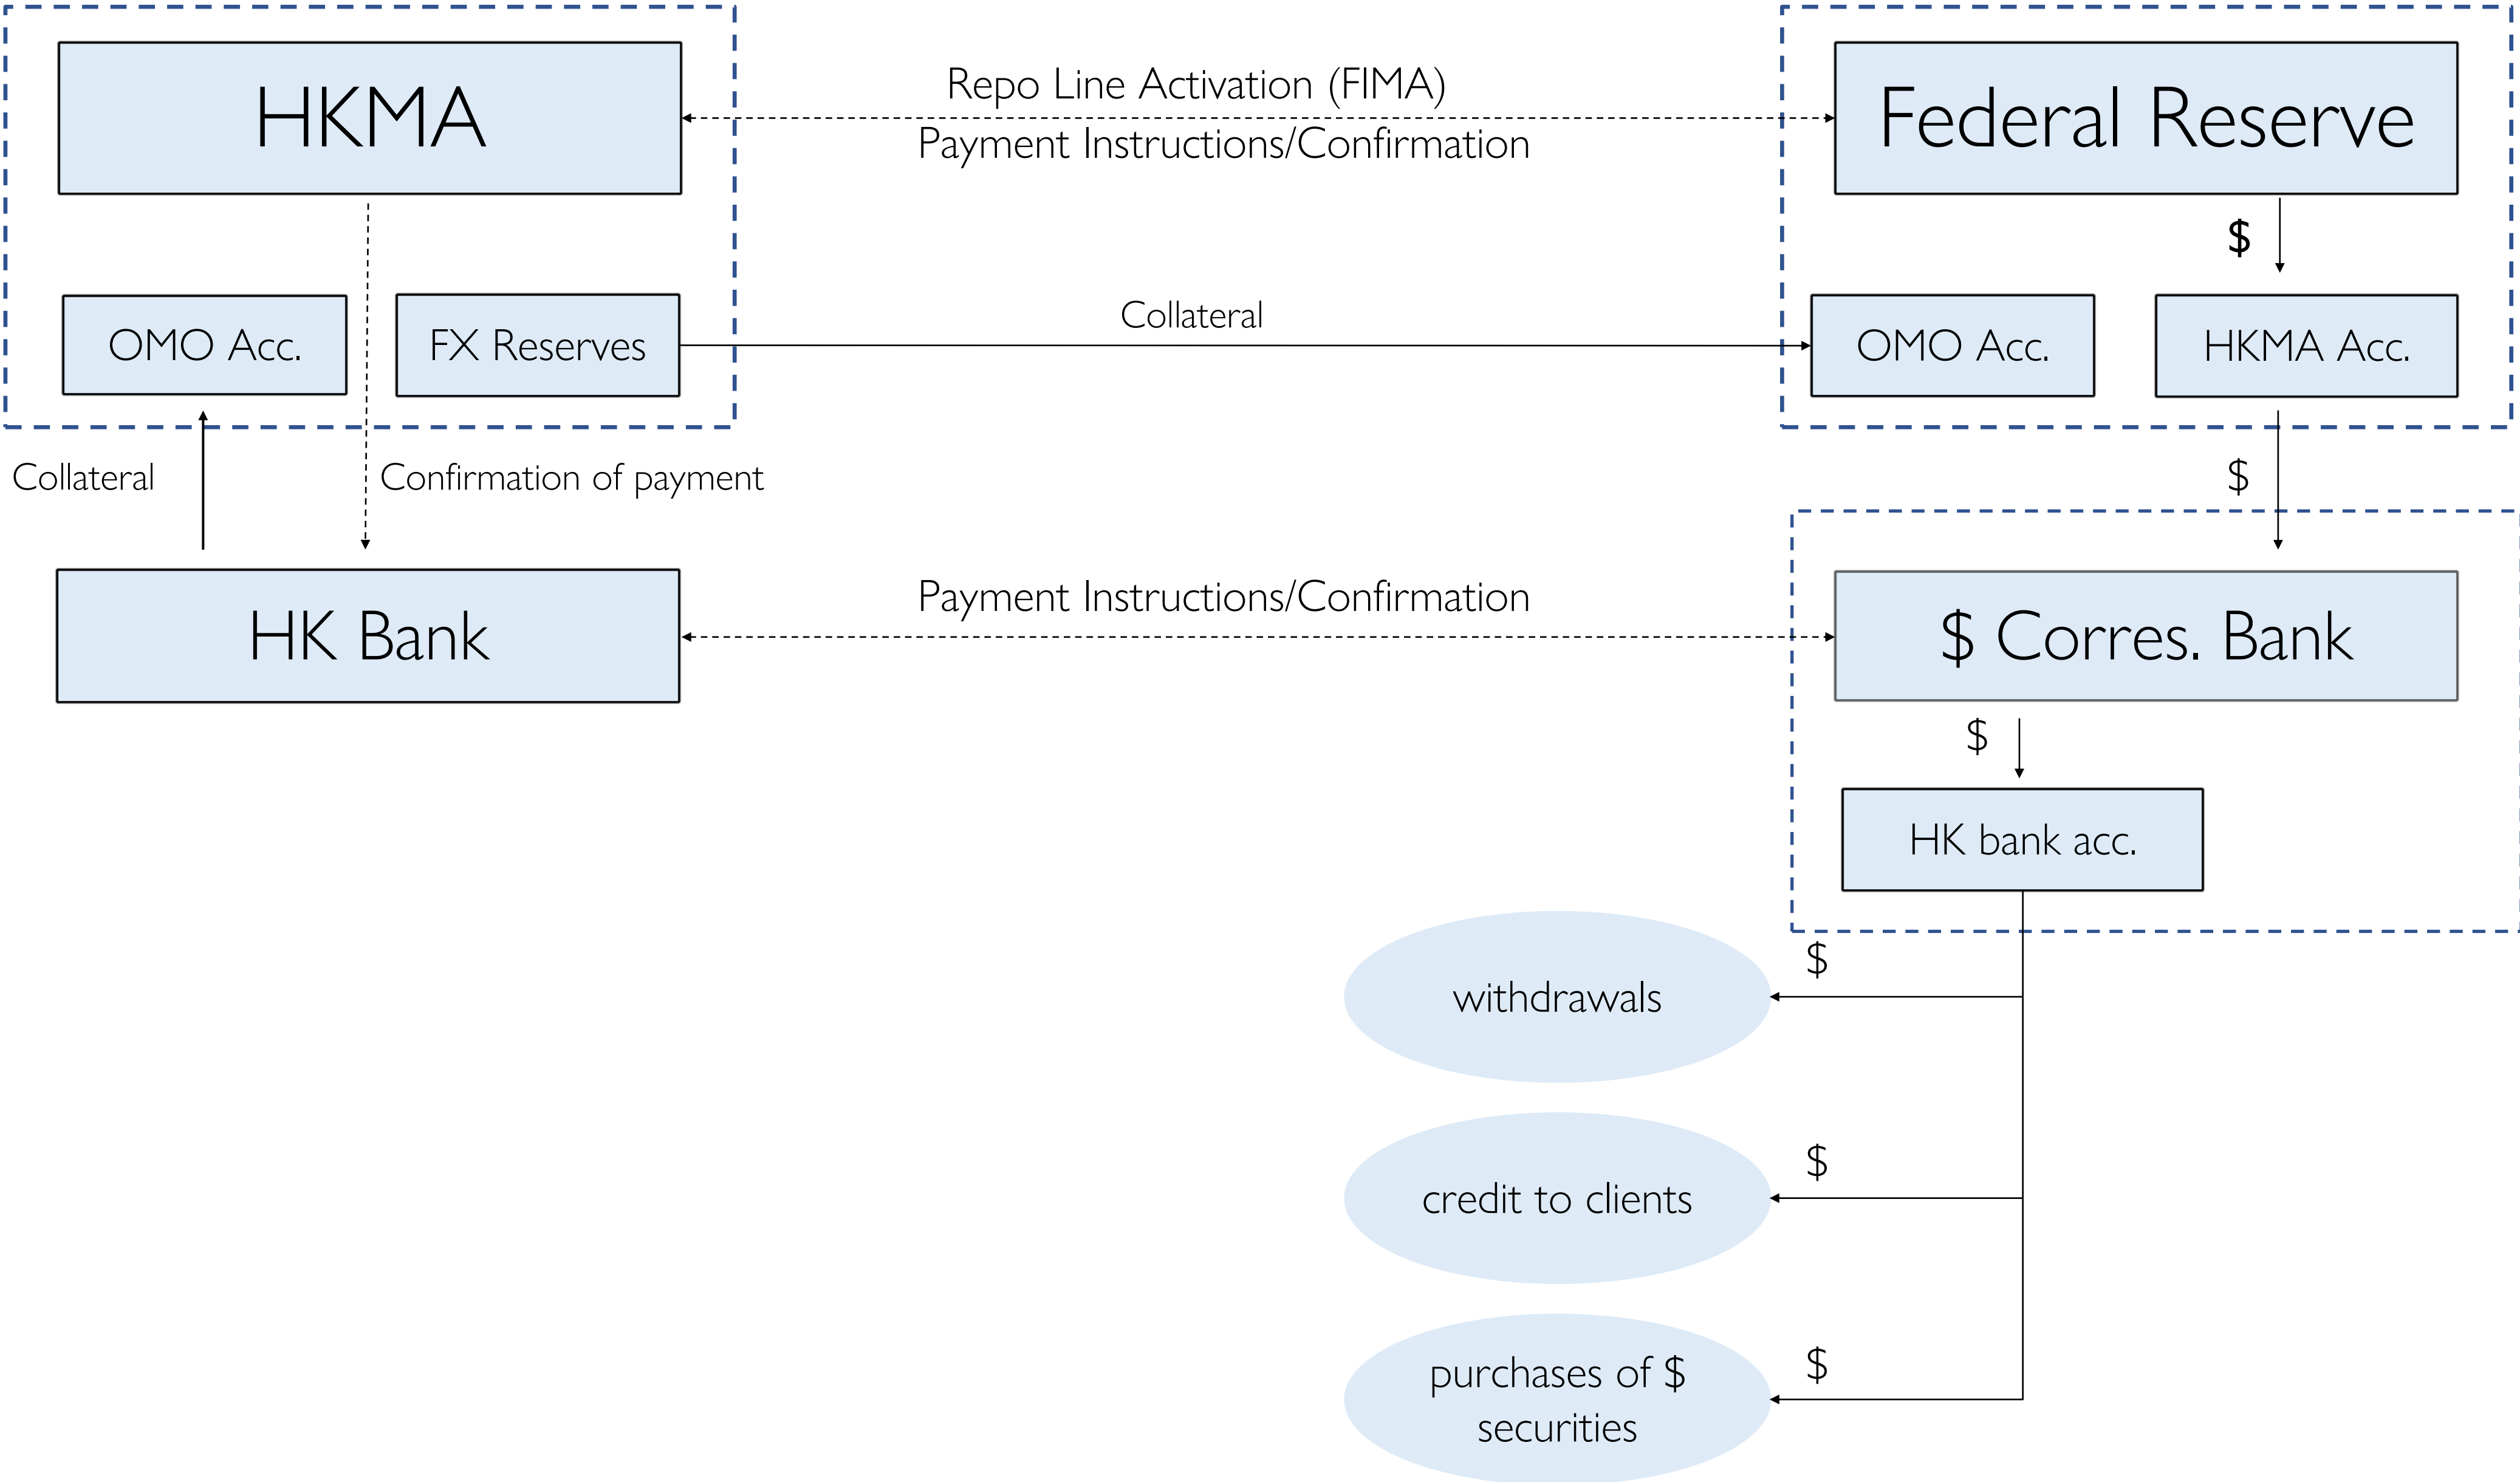 HKMA
Repo Line Activation (FIMA)
Payment Instructions/Confirmation
Federal Reserve
$
OMO Acc.
FX Reserves
Collateral
OMO Acc.
HKMA Acc.
Collateral
Confirmation of payment
$
HK Bank
Payment Instructions/Confirmation
$ Corres. Bank
$
HK bank acc.
$
withdrawals
$
credit to clients
$
purchases of $
securities